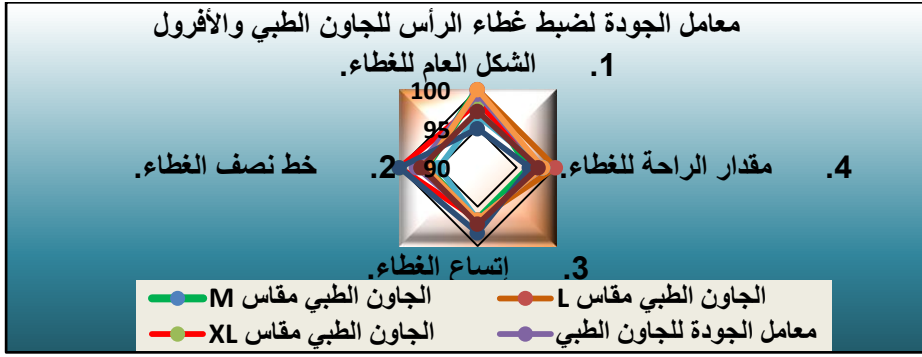 معامل الجودة لضبط غطاء الرأس للجاون الطبي والأفرول
1. الشكل العام للغطاء.
100
95
90
2. خط نصف الغطاء.
4. مقدار الراحة للغطاء.
3. إتساع الغطاء.
الجاون الطبي مقاس M
الجاون الطبي مقاس L
الجاون الطبي مقاس XL
معامل الجودة للجاون الطبي